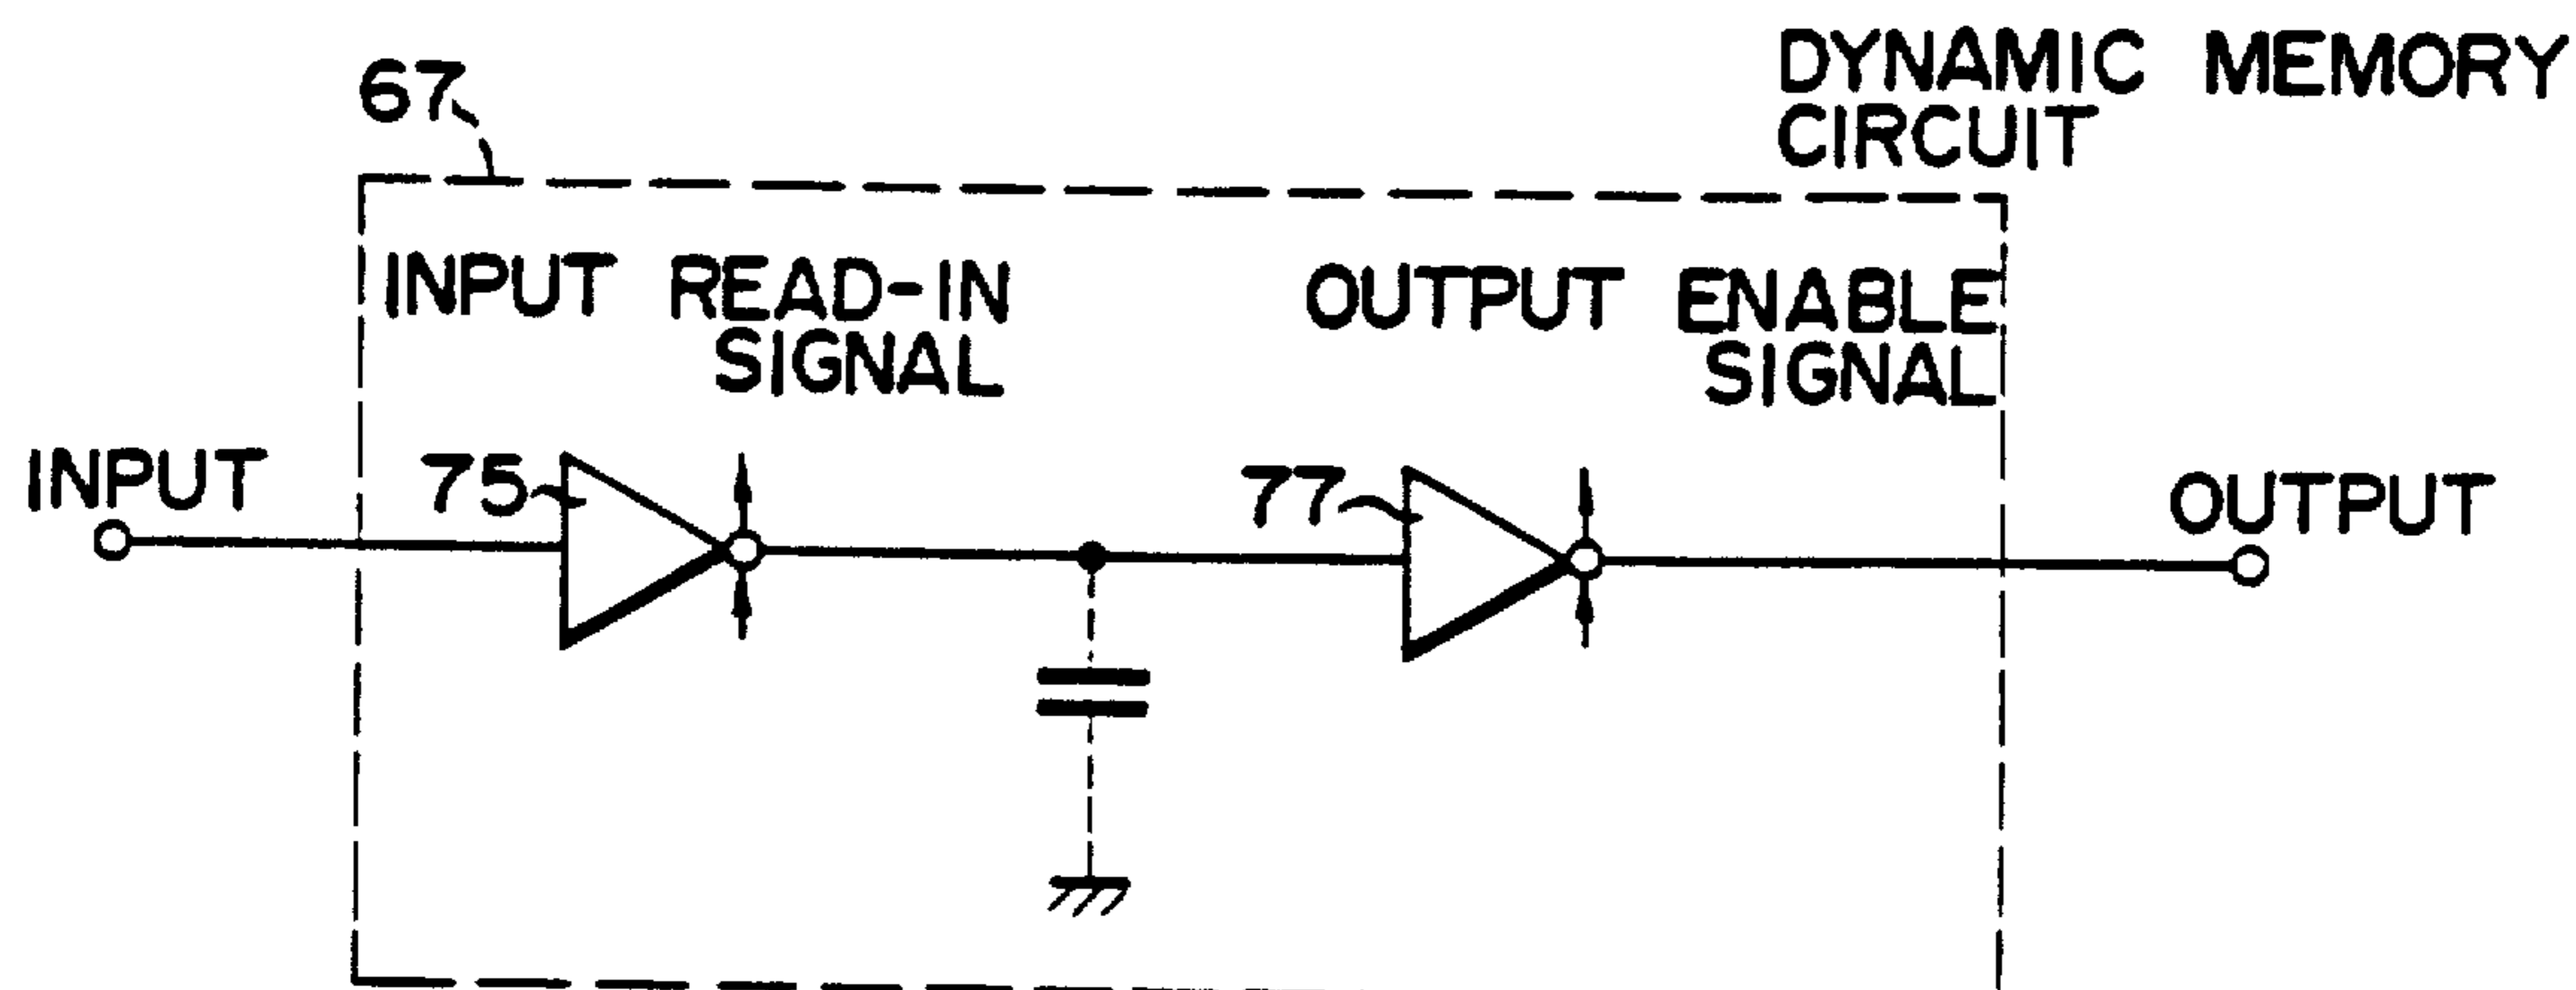 67
DYNAMIC MEMORY
CIRCUIT
INPUT READ-IN
SIGNAL
OUTPUT ENABLE
SIGNAL
INPUT
75
77
OUTPUT